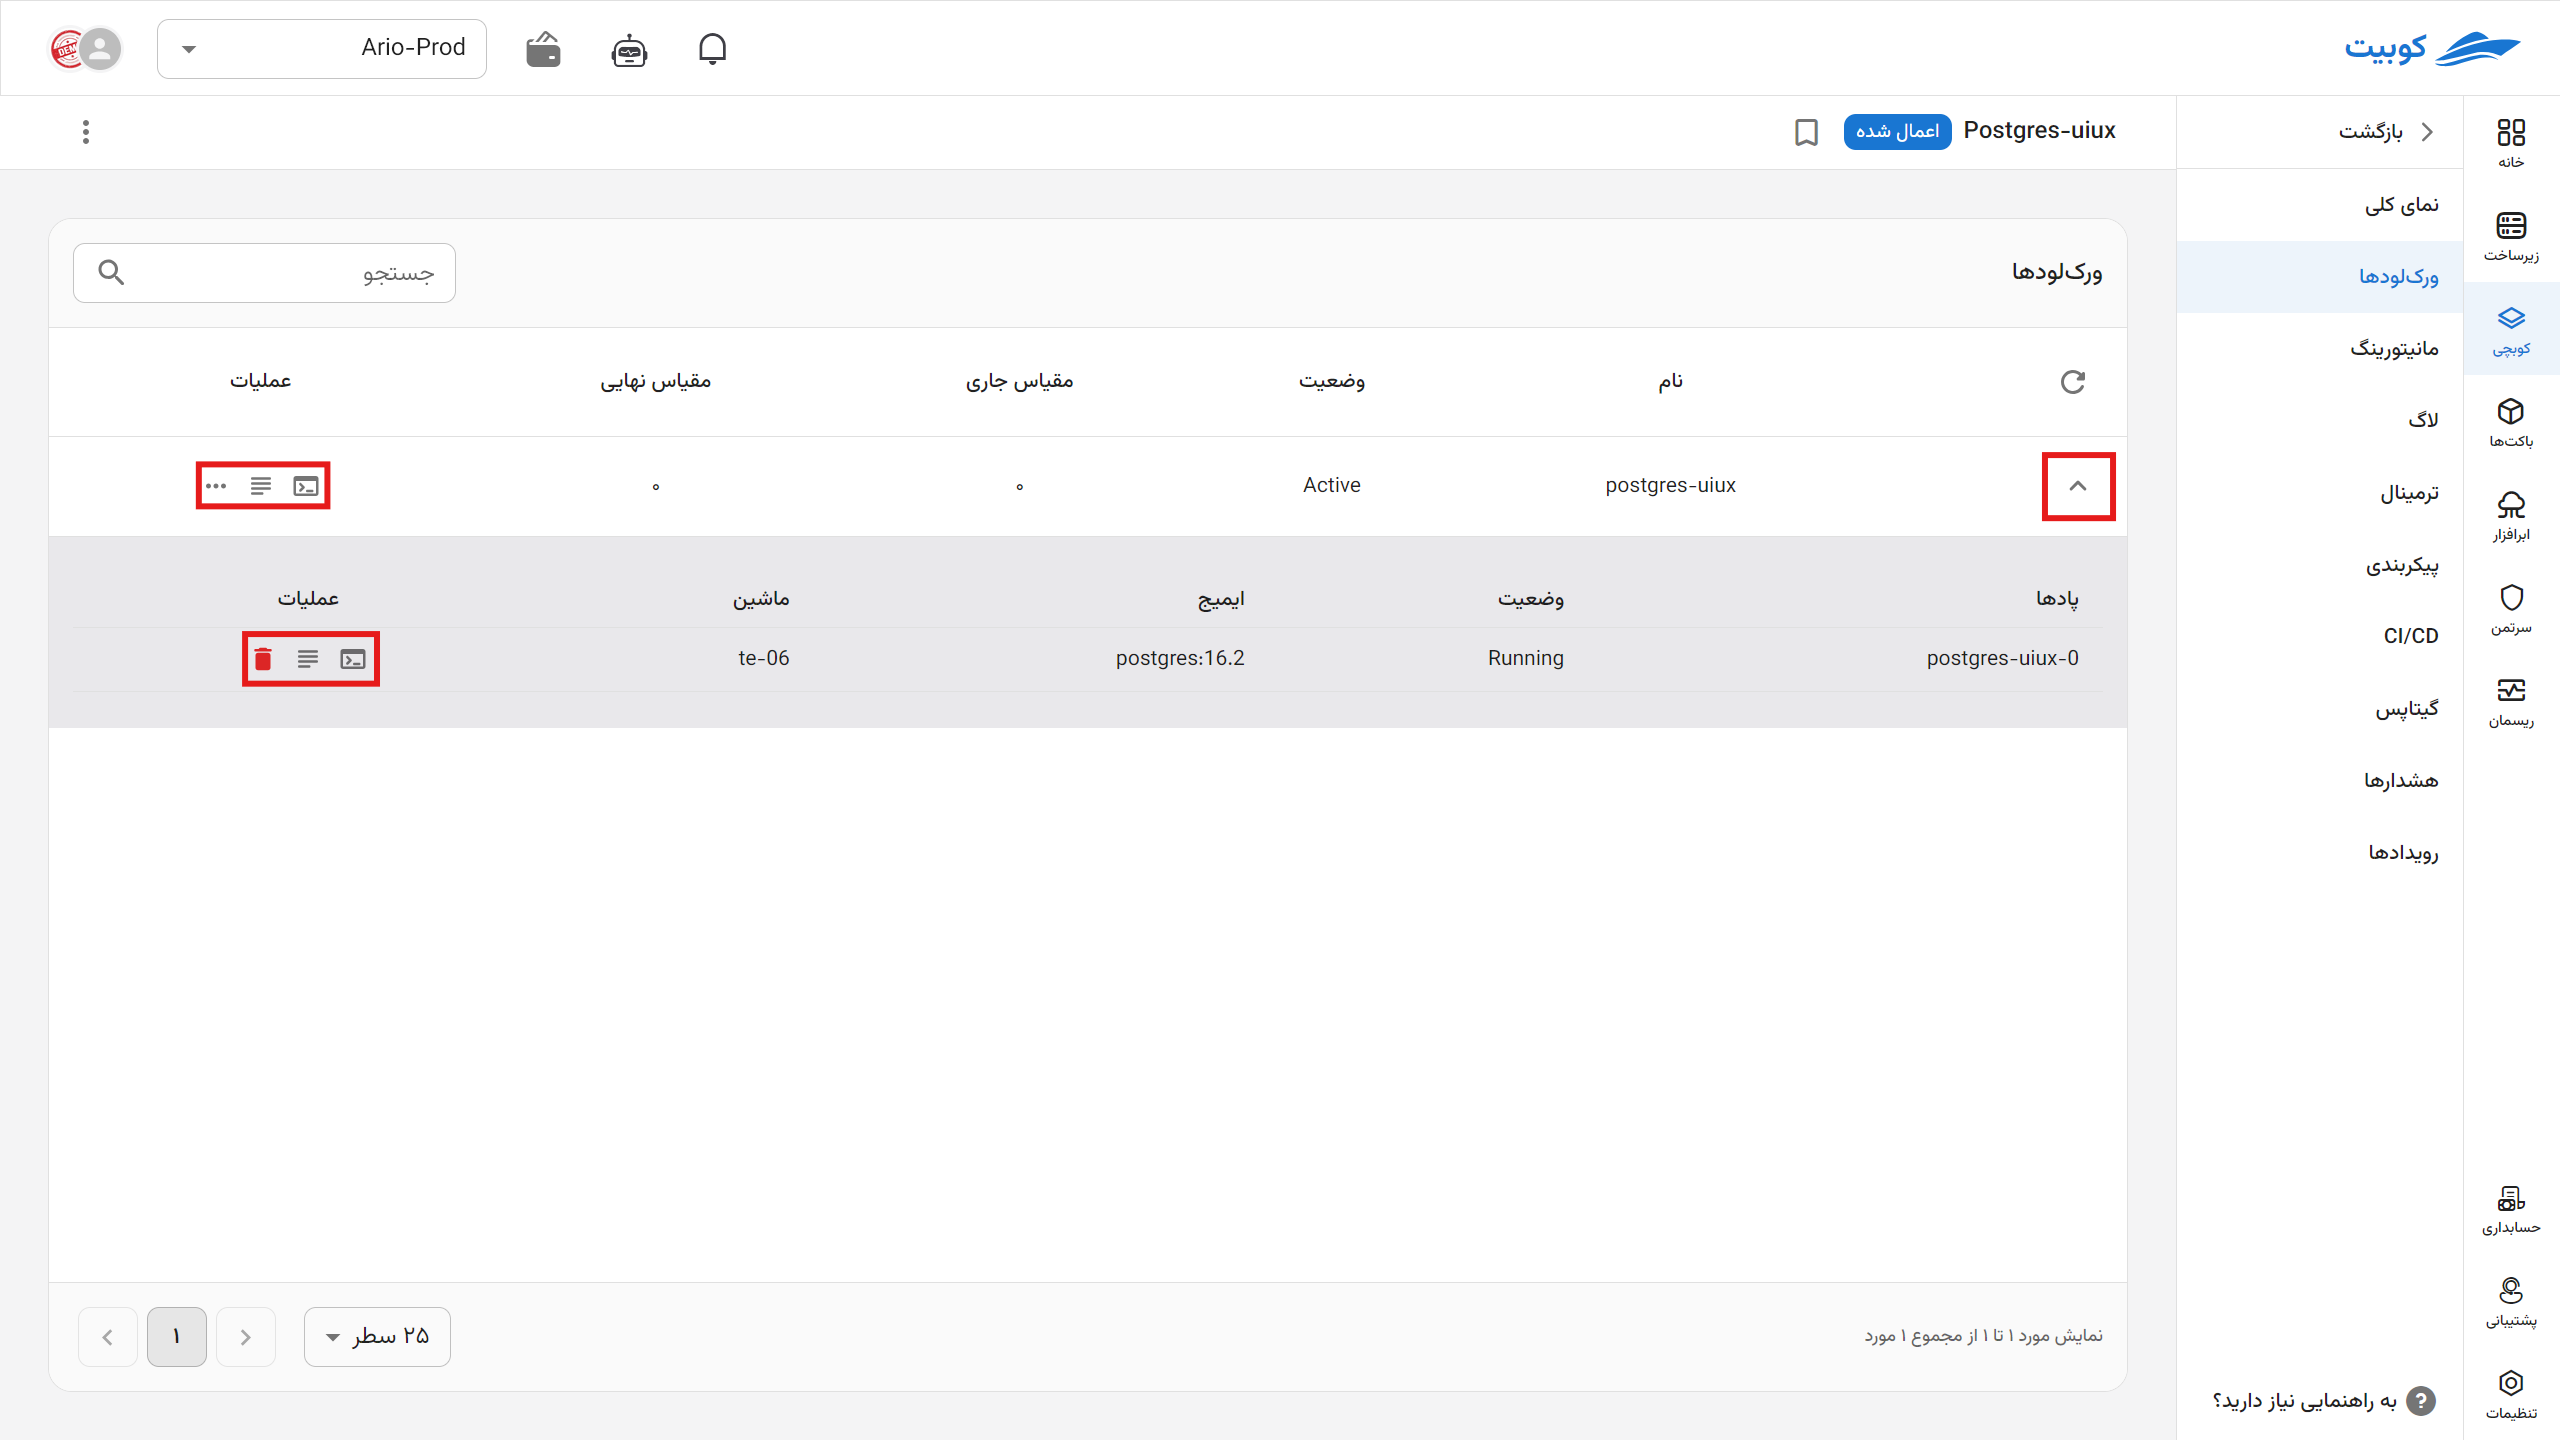 کوبیت
Ario-Prod
DEMO
خانه
زیرساخت
کوبچی
باکت‌ها
ابرافزار
سرتمن
ریسمان
حسابداری
پشتیبانی
تنظیمات
بازگشت
نمای کلی
ورک‌لودها
مانیتورینگ
لاگ
ترمینال
پیکربندی
CI/CD
گیتاپس
هشدارها
رویدادها
به راهنمایی نیاز دارید؟
Postgres-uiux اعمال شده
ورک‌لودها جستجو
نام وضعیت مقیاس جاری مقیاس نهایی عملیات
postgres-uiux Active ۰ ۰
پادها وضعیت ایمیج ماشین عملیات
postgres-uiux-0 Running postgres:16.2 te-06
نمایش مورد ۱ تا ۱ از مجموع ۱ مورد ۲۵ سطر ۱